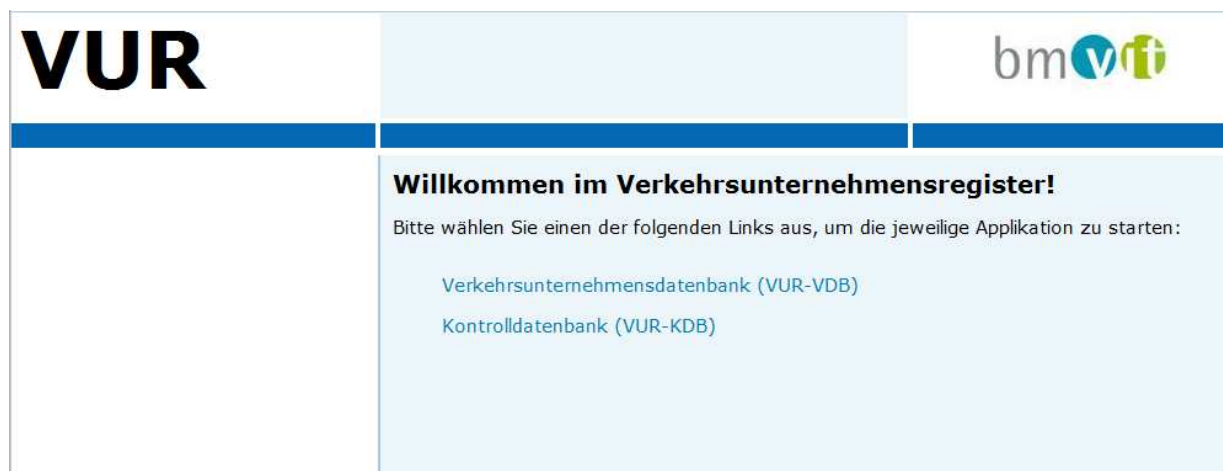 VUR
bmvit
Willkommen im Verkehrsunternehmensregister!
Bitte wählen Sie einen der folgenden Links aus, um die jeweilige Applikation zu starten:
Verkehrsunternehmensdatenbank (VUR-VDB)
Kontrolldatenbank (VUR-KDB)